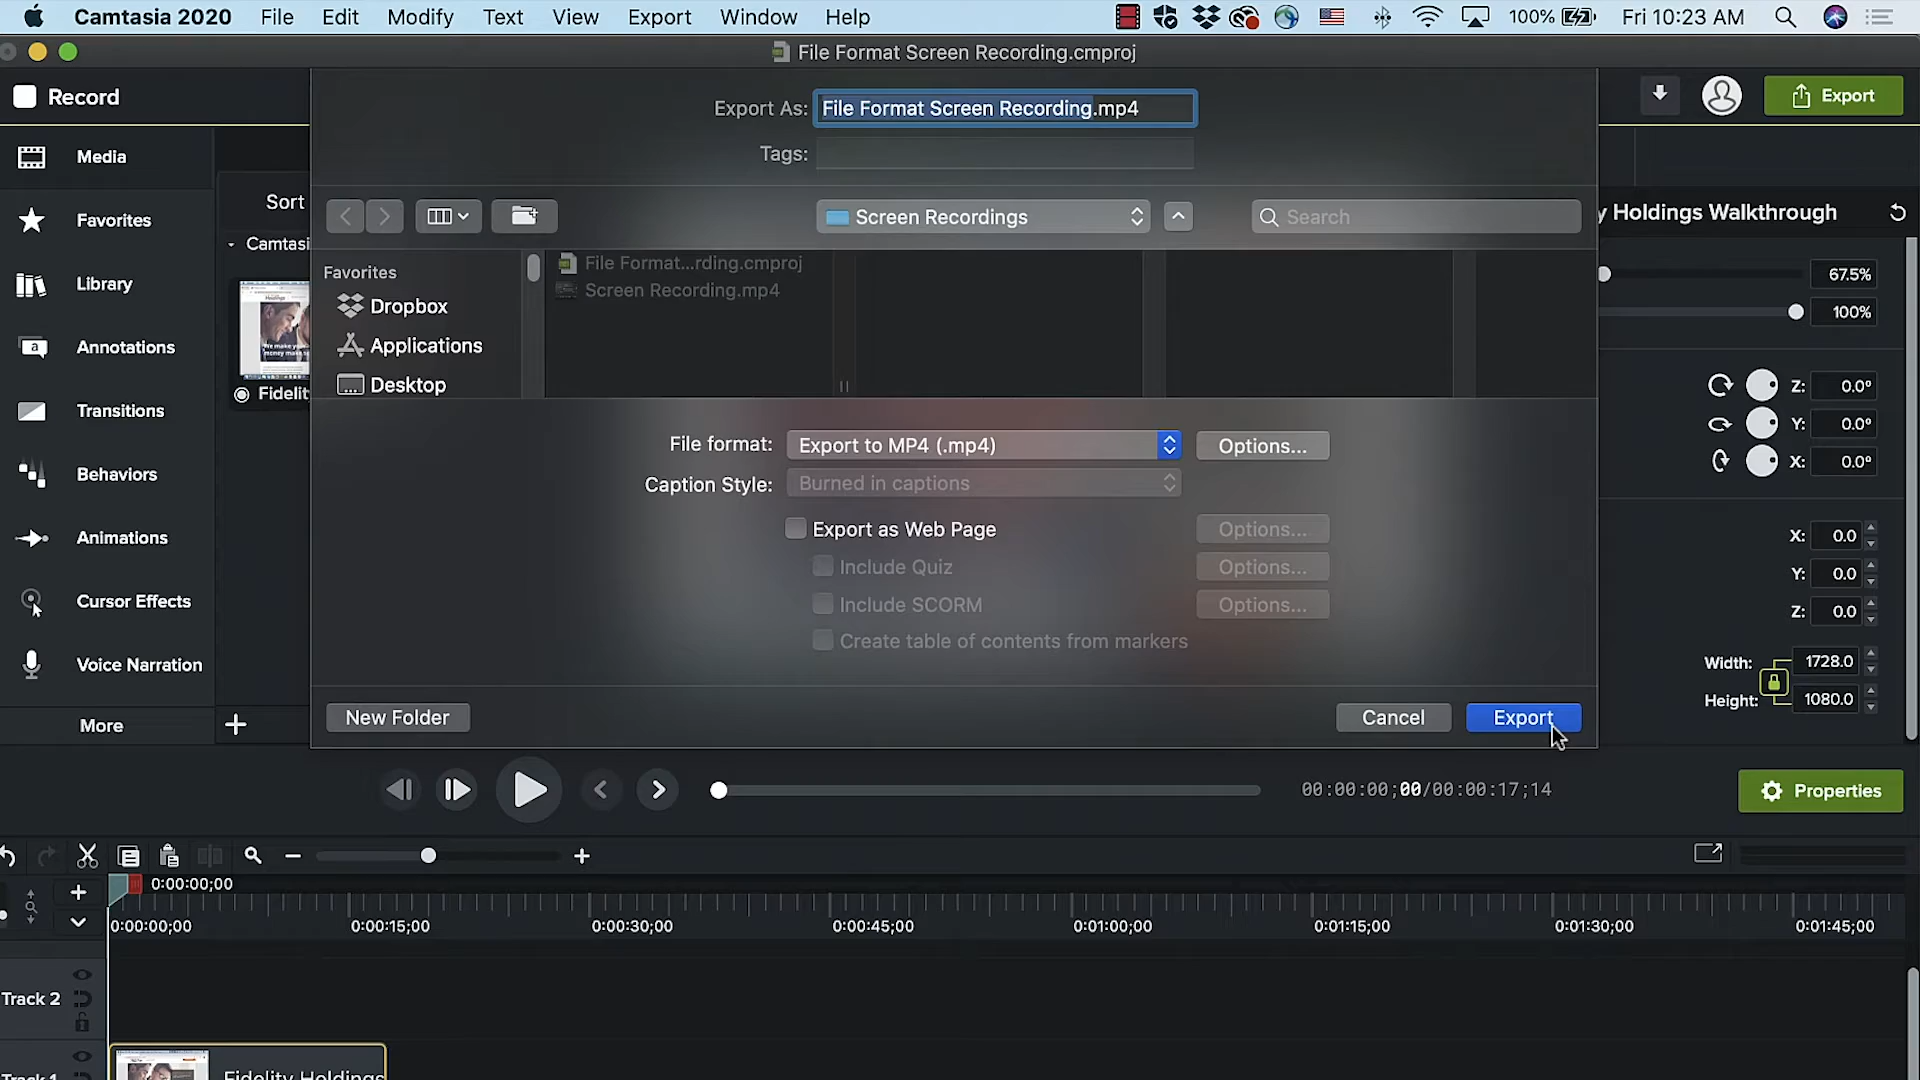 Camtasia 2020 File Edit Modify Text View Export Window Help 100% Fri 10:23 AM
File Format Screen Recording.cmproj
Record
Export As: File Format Screen Recording.mp4
Export
Tags:
Media
Sort
Screen Recordings
Search
y Holdings Walkthrough
Favorites
Camtasi
Favorites
File Format...rding.cmproj
Screen Recording.mp4
67.5%
Library
Dropbox
100%
We make your
money make
Annotations
Applications
Desktop
Z: 0.0°
Fidelit
Transitions
Y: 0.0°
File format: Export to MP4 (.mp4) Options...
X: 0.0°
Behaviors
Caption Style: Burned in captions
Export as Web Page Options...
X: 0.0
Animations
Include Quiz Options...
Y: 0.0
Cursor Effects
Include SCORM Options...
Z: 0.0
Create table of contents from markers
Voice Narration
Width: 1728.0
Height: 1080.0
More
New Folder Cancel Export
00:00:00;00/00:00:17;14
Properties
0:00:00;00
0:00:00;00 0:00:15;00 0:00:30;00 0:00:45;00 0:01:00;00 0:01:15;00 0:01:30;00 0:01:45;00
Track 2
Track 1
Fidelity Holdings